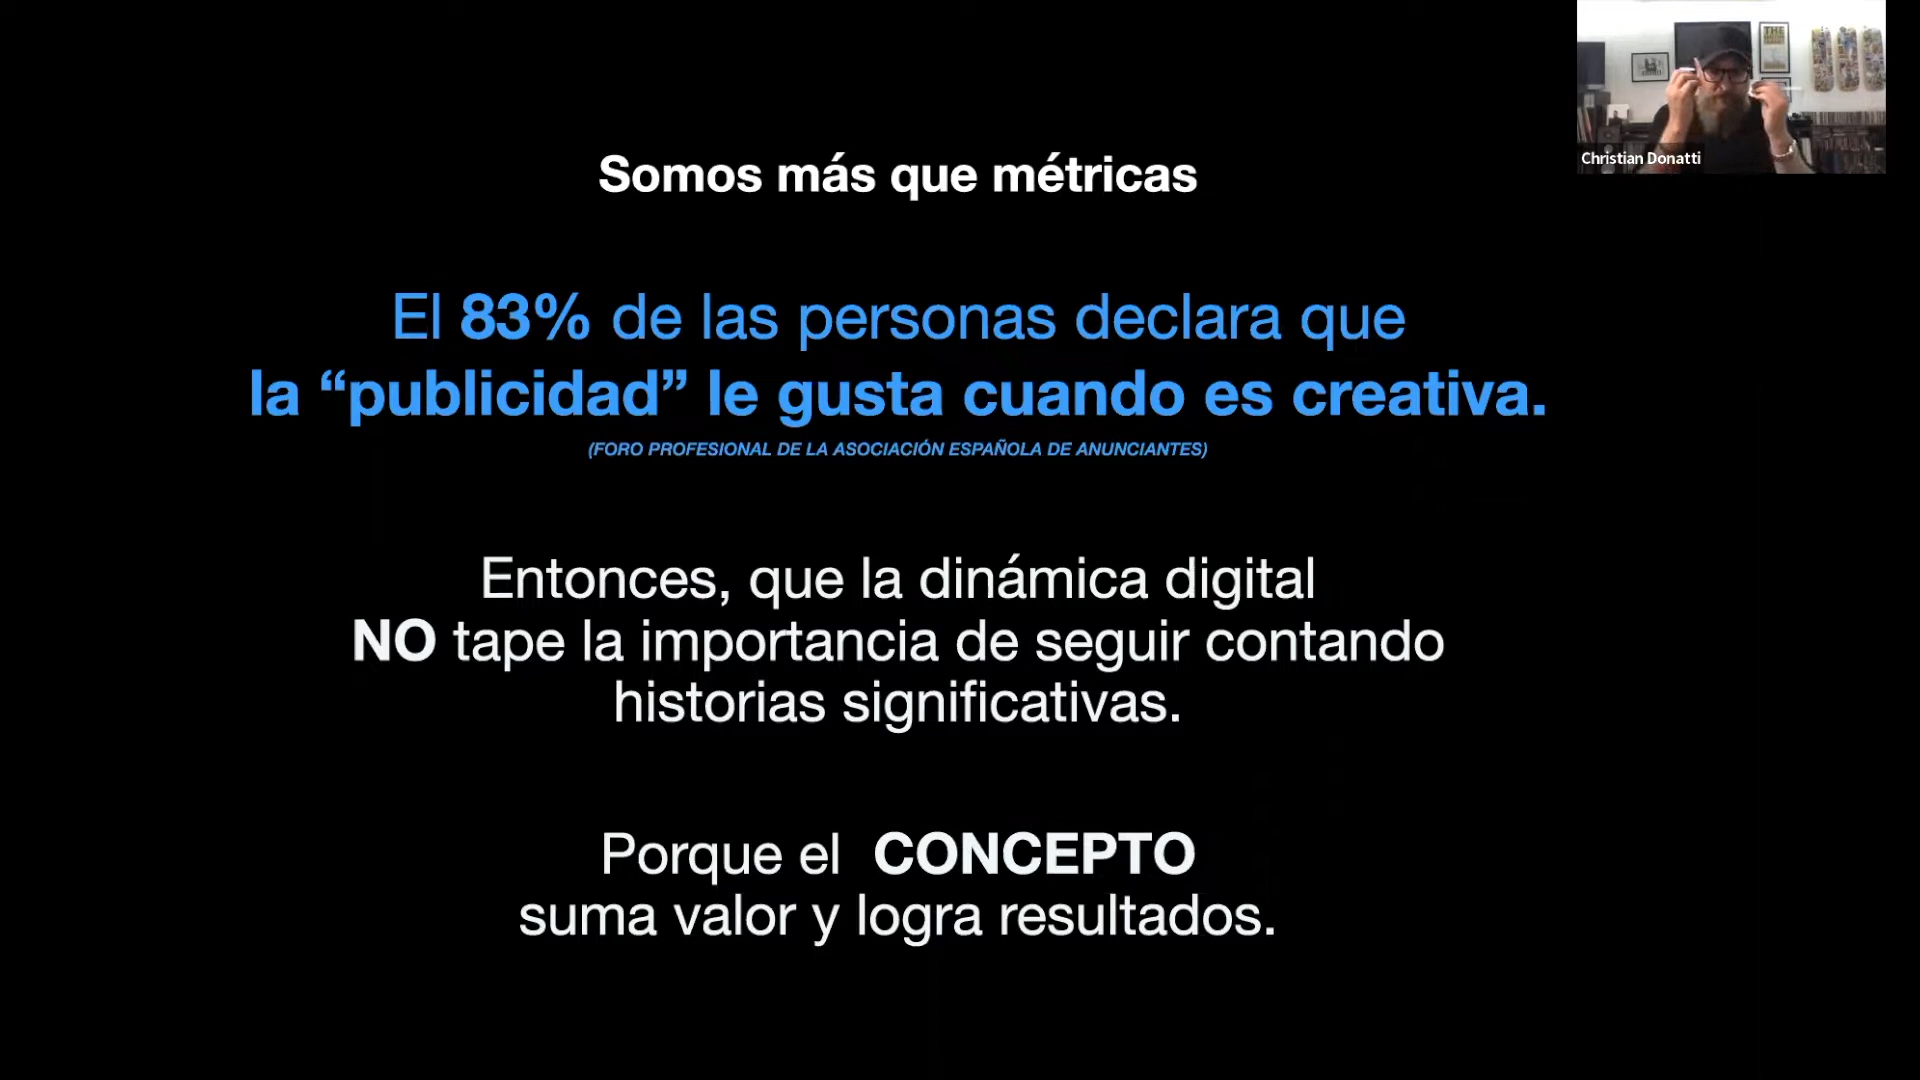 Somos más que métricas
El 83% de las personas declara que
la “publicidad” le gusta cuando es creativa.
(FORO PROFESIONAL DE LA ASOCIACIÓN ESPAÑOLA DE ANUNCIANTES)
Entonces, que la dinámica digital
NO tape la importancia de seguir contando
historias significativas.
Porque el CONCEPTO
suma valor y logra resultados.
THE
Christian Donatti